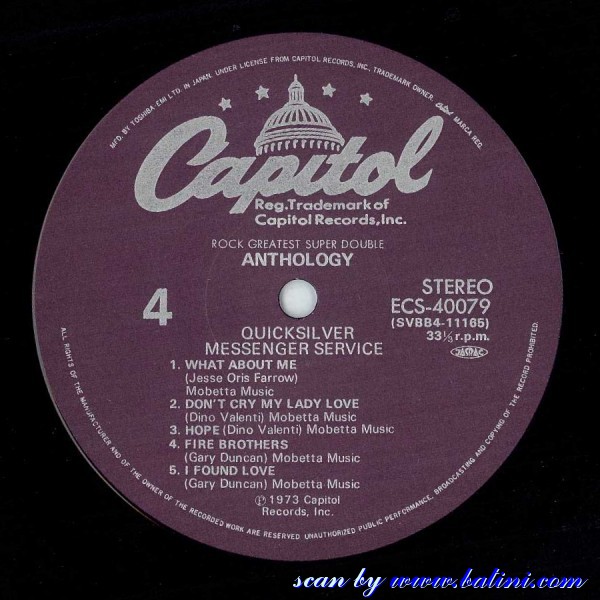 MFD. BY TOSHIBA-EMI LTD. IN JAPAN. UNDER LICENSE FROM CAPITOL RECORDS, INC., TRADEMARK OWNER. MARCA REG.
Capitol
Reg.Trademark of
Capitol Records,Inc.
ROCK GREATEST SUPER DOUBLE
ANTHOLOGY
4
STEREO
ECS-40079
(SVBB4-11165)
33⅓ r.p.m.
JASRAC
QUICKSILVER
MESSENGER SERVICE
1. WHAT ABOUT ME
(Jesse Oris Farrow)
Mobetta Music
2. DON'T CRY MY LADY LOVE
(Dino Valenti) Mobetta Music
3. HOPE (Dino Valenti) Mobetta Music
4. FIRE BROTHERS
(Gary Duncan) Mobetta Music
5. I FOUND LOVE
(Gary Duncan) Mobetta Music
Ⓟ 1973 Capitol
Records, Inc.
ALL RIGHTS OF THE MANUFACTURER AND OF THE OWNER OF THE RECORDED WORK ARE RESERVED UNAUTHORIZED PUBLIC PERFORMANCE, BROADCASTING AND COPYING OF THE RECORD PROHIBITED.
scan by www.batini.com